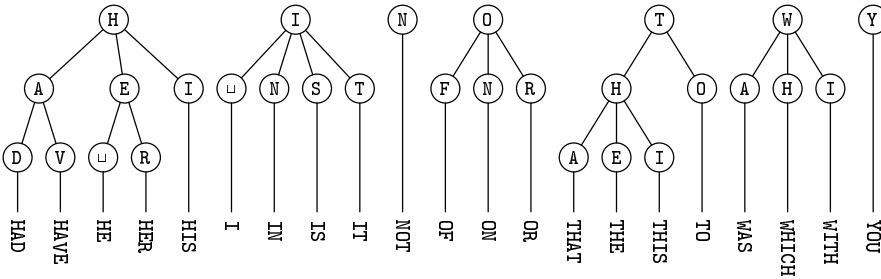 H I N O T W Y
A E I ␣ N S T F N R H O A H I
D V ␣ R A E I
HAD HAVE HE HER HIS I IN IS IT NOT OF ON OR THAT THE THIS TO WAS WHICH WITH YOU